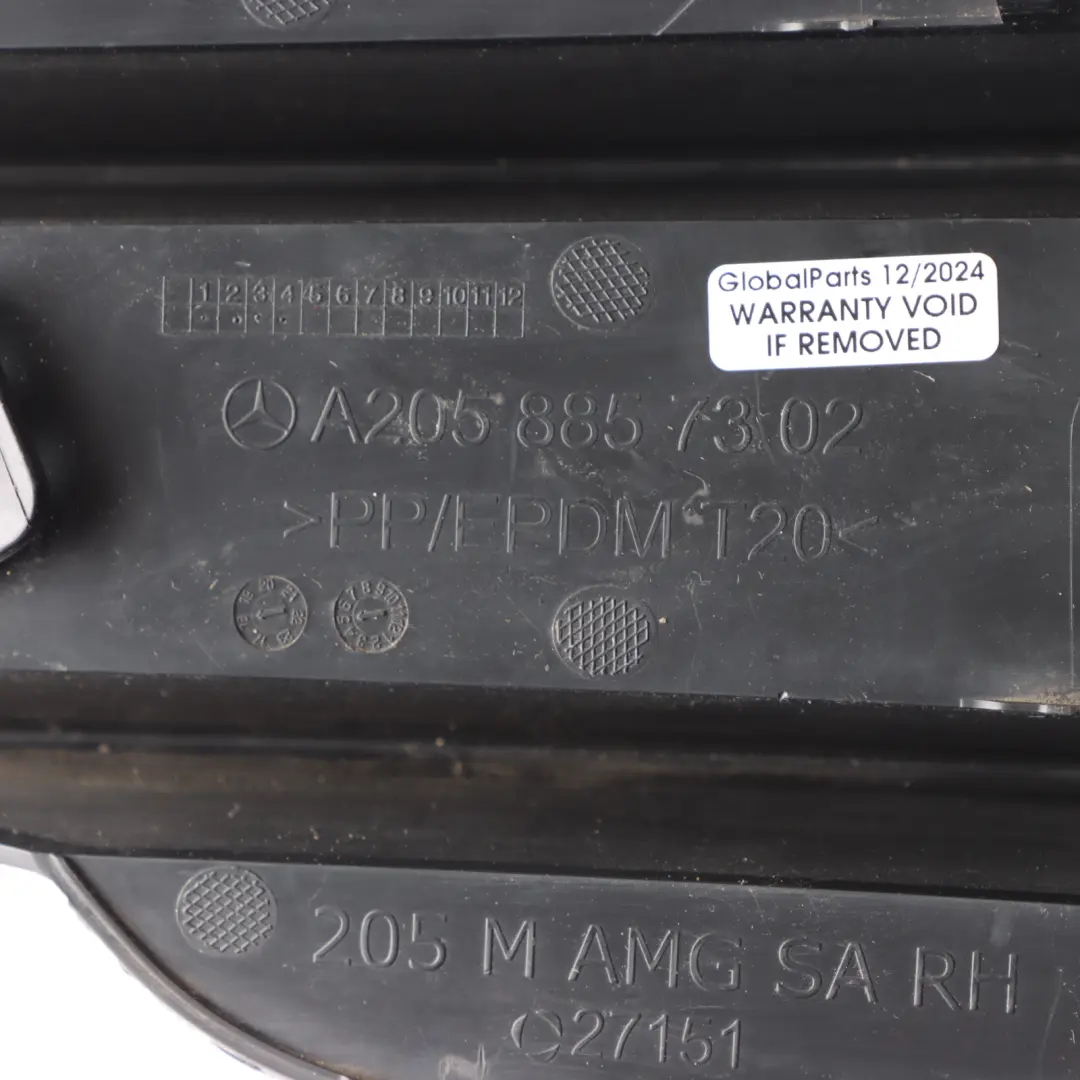 1 2 3 4 5 6 7 8 9 10 11 12
GlobalParts 12/2024
WARRANTY VOID
IF REMOVED
A205 885 73 02
>PP/EPDM T20<
205 M AMG SA RH
27151